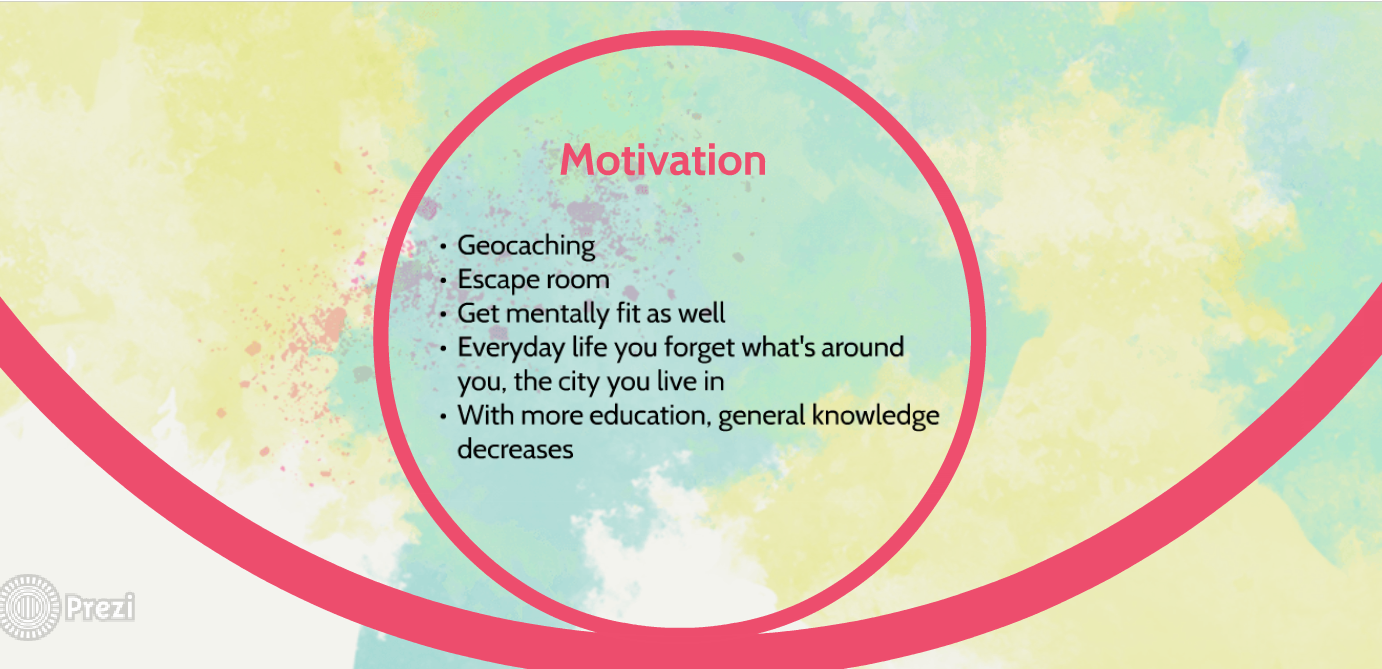 Motivation
• Geocaching
• Escape room
• Get mentally fit as well
• Everyday life you forget what's around
you, the city you live in
• With more education, general knowledge
decreases
Prezi